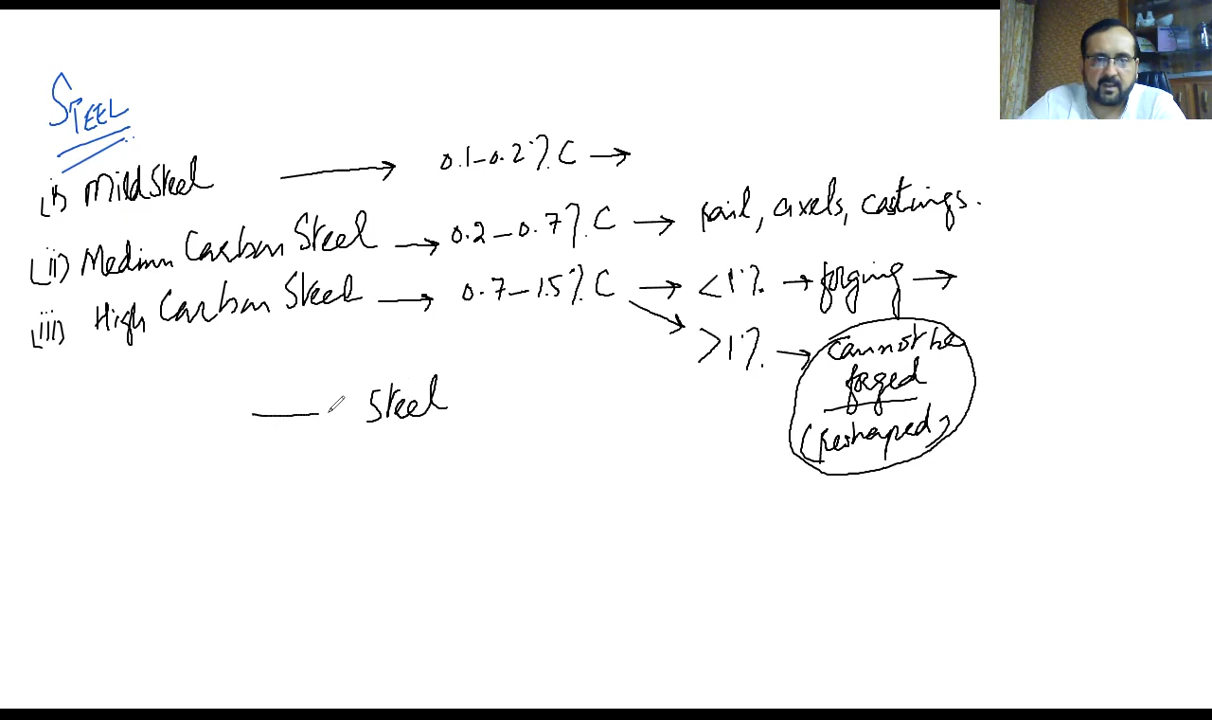 STEEL
(i) Mild Steel → 0.1-0.2% C →
(ii) Medium Carbon Steel → 0.2-0.7% C → rail, axels, castings.
(iii) High Carbon Steel → 0.7-1.5% C → <1% → forging →
>1% → cannot be
forged
(reshaped)
Steel